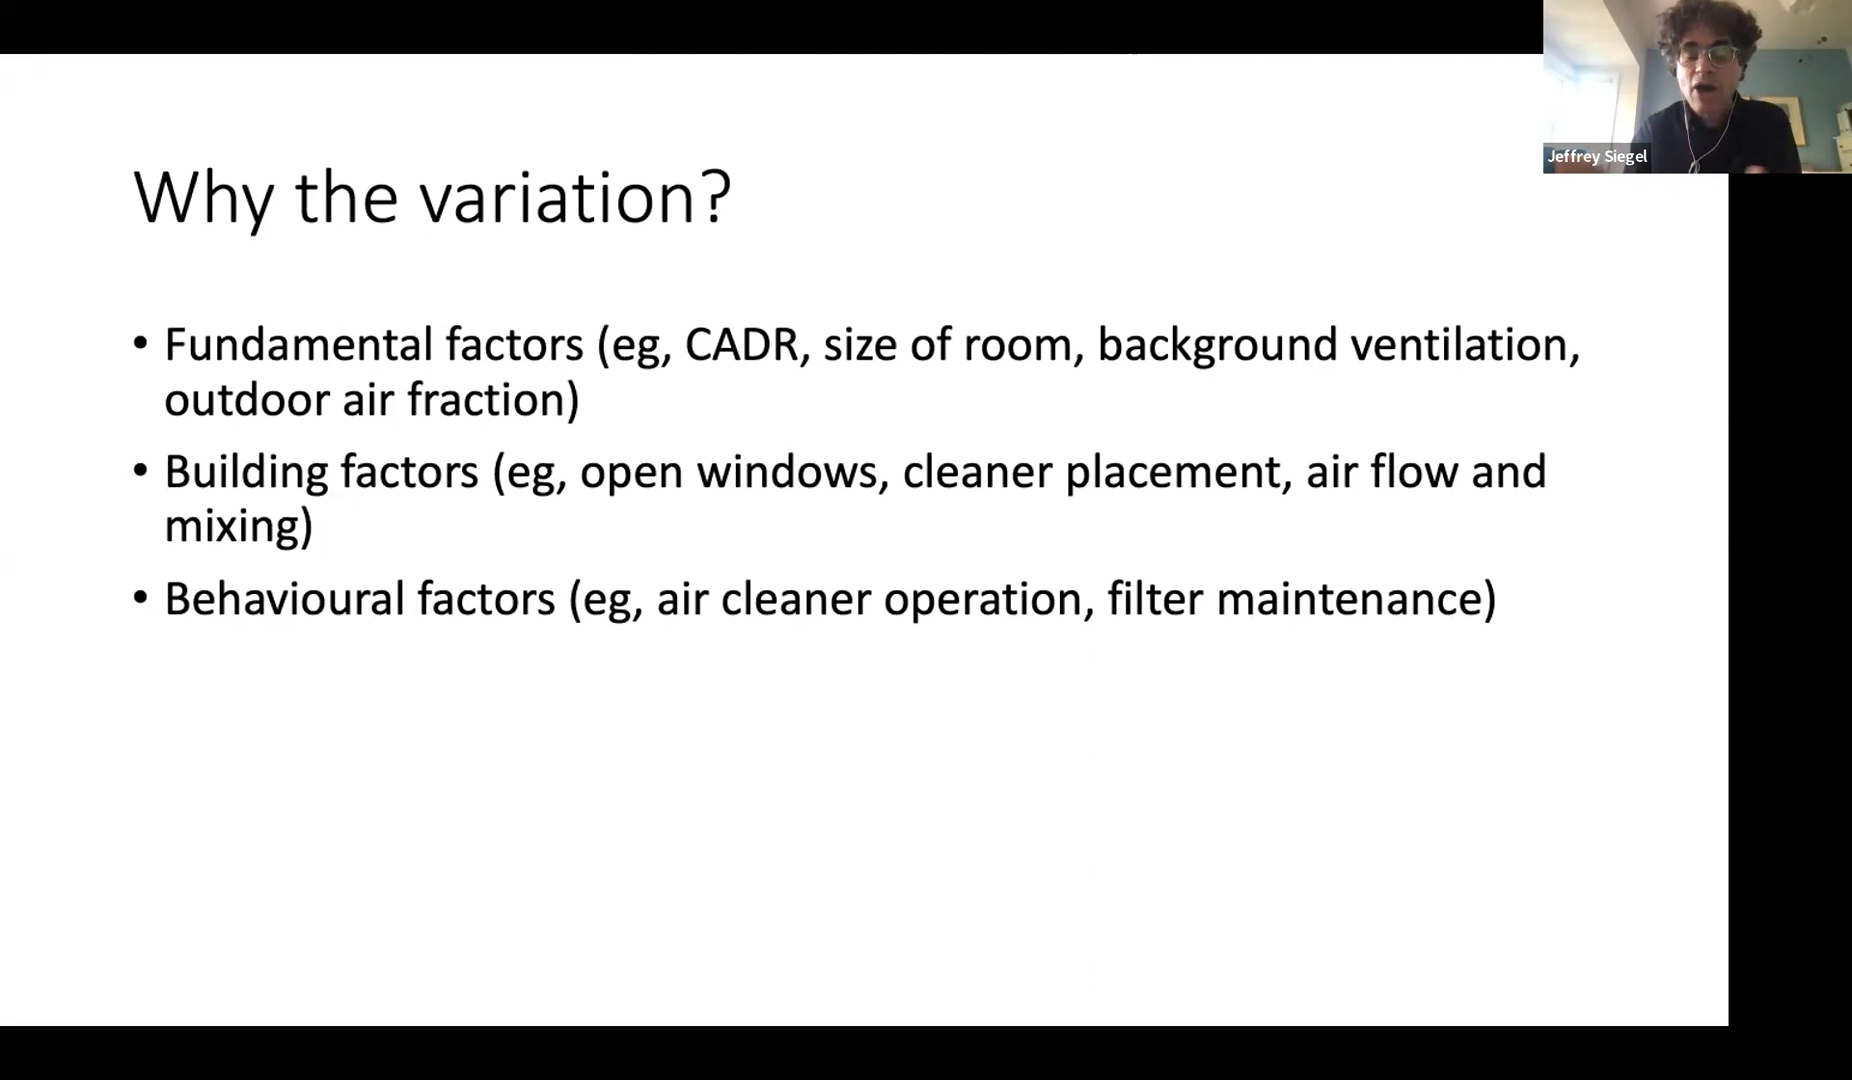 Jeffrey Siegel
Why the variation?
• Fundamental factors (eg, CADR, size of room, background ventilation,
outdoor air fraction)
• Building factors (eg, open windows, cleaner placement, air flow and
mixing)
• Behavioural factors (eg, air cleaner operation, filter maintenance)